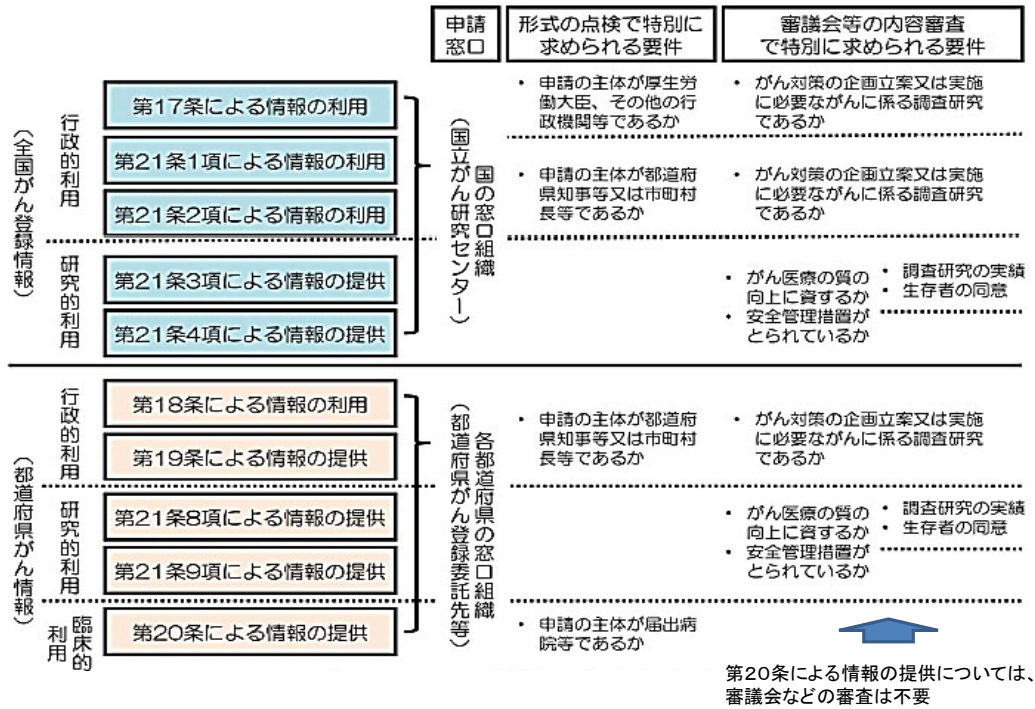 申請
窓口
形式の点検で特別に
求められる要件
審議会等の内容審査
で特別に求められる要件
（全国がん登録情報）
行政的利用
第17条による情報の利用
第21条1項による情報の利用
第21条2項による情報の利用
研究的利用
第21条3項による情報の提供
第21条4項による情報の提供
国の窓口組織
（国立がん研究センター）
・ 申請の主体が厚生労
働大臣、その他の行
政機関等であるか
・ がん対策の企画立案又は実施
に必要ながんに係る調査研究
であるか
・ 申請の主体が都道府
県知事等又は市町村
長等であるか
・ がん対策の企画立案又は実施
に必要ながんに係る調査研究
であるか
・ がん医療の質の
向上に資するか
・ 安全管理措置が
とられているか
・ 調査研究の実績
・ 生存者の同意
（都道府県がん情報）
行政的利用
第18条による情報の利用
第19条による情報の提供
研究的利用
第21条8項による情報の提供
第21条9項による情報の提供
臨床的
利用
第20条による情報の提供
各都道府県の窓口組織
（都道府県がん登録委託先等）
・ 申請の主体が都道府
県知事等又は市町村
長等であるか
・ がん対策の企画立案又は実施
に必要ながんに係る調査研究
であるか
・ がん医療の質の
向上に資するか
・ 安全管理措置が
とられているか
・ 調査研究の実績
・ 生存者の同意
・ 申請の主体が届出病
院等であるか
第20条による情報の提供については、
審議会などの審査は不要